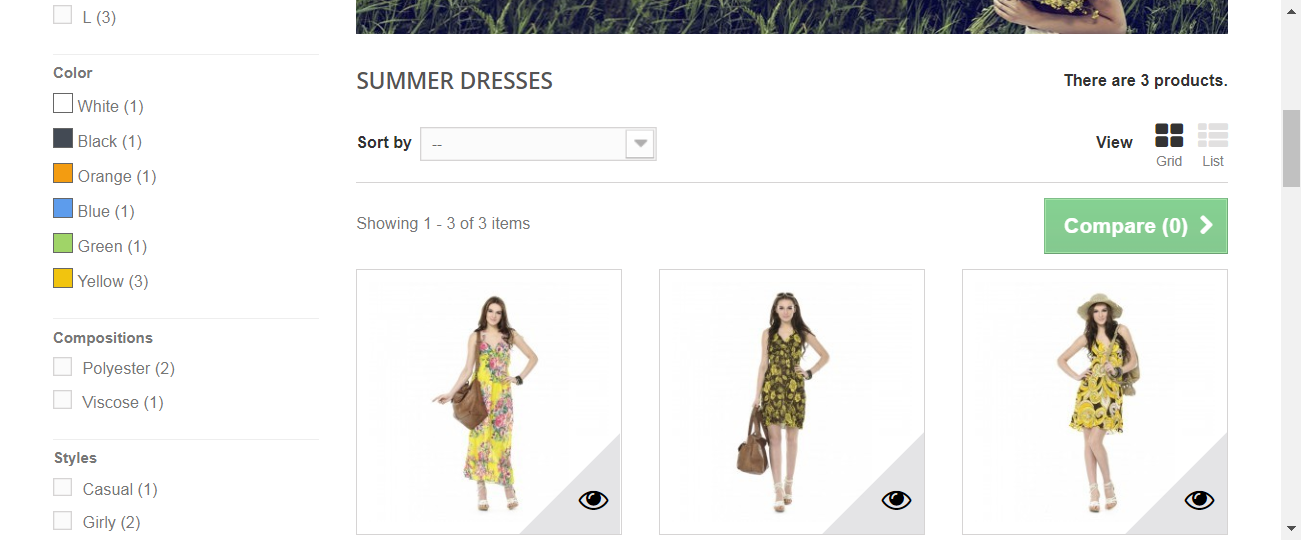 L (3)
Color
White (1)
Black (1)
Orange (1)
Blue (1)
Green (1)
Yellow (3)
Compositions
Polyester (2)
Viscose (1)
Styles
Casual (1)
Girly (2)
SUMMER DRESSES
There are 3 products.
Sort by --
View
Grid
List
Showing 1 - 3 of 3 items
Compare (0)